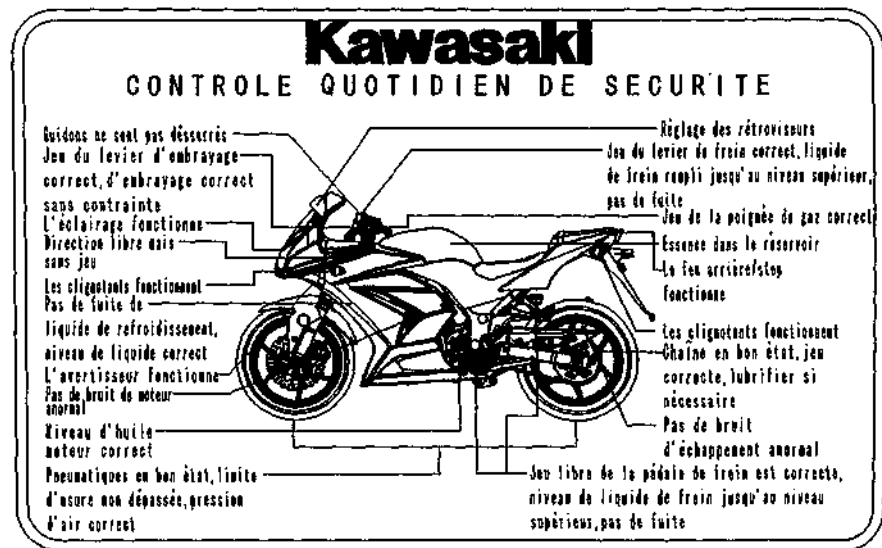 Kawasaki
CONTROLE QUOTIDIEN DE SECURITE
Guidons ne sont pas désserrés
Jeu du levier d'embrayage
correct, d'embrayage correct
sans contrainte
L'éclairage fonctionne
Direction libre mais
sans jeu
Les clignotants fonctionnent
Pas de fuite de
liquide de refroidissement,
niveau de liquide correct
L'avertisseur fonctionne
Pas de bruit de moteur
anormal
Niveau d'huile
moteur correct
Pneumatiques en bon état, limite
d'usure non dépassée, pression
d'air correct
Réglage des rétroviseurs
Jeu du levier de frein correct, liquide
de frein rempli jusqu'au niveau supérieur,
pas de fuite
Jeu de la poignée de gaz correct
Essence dans le réservoir
Le feu arrière/stop
fonctionne
Les clignotants fonctionnent
Chaîne en bon état, jeu
correcte, lubrifier si
nécessaire
Pas de bruit
d'échappement anormal
Jeu libre de la pédale de frein est correcte,
niveau de liquide de frein jusqu'au niveau
supérieur, pas de fuite